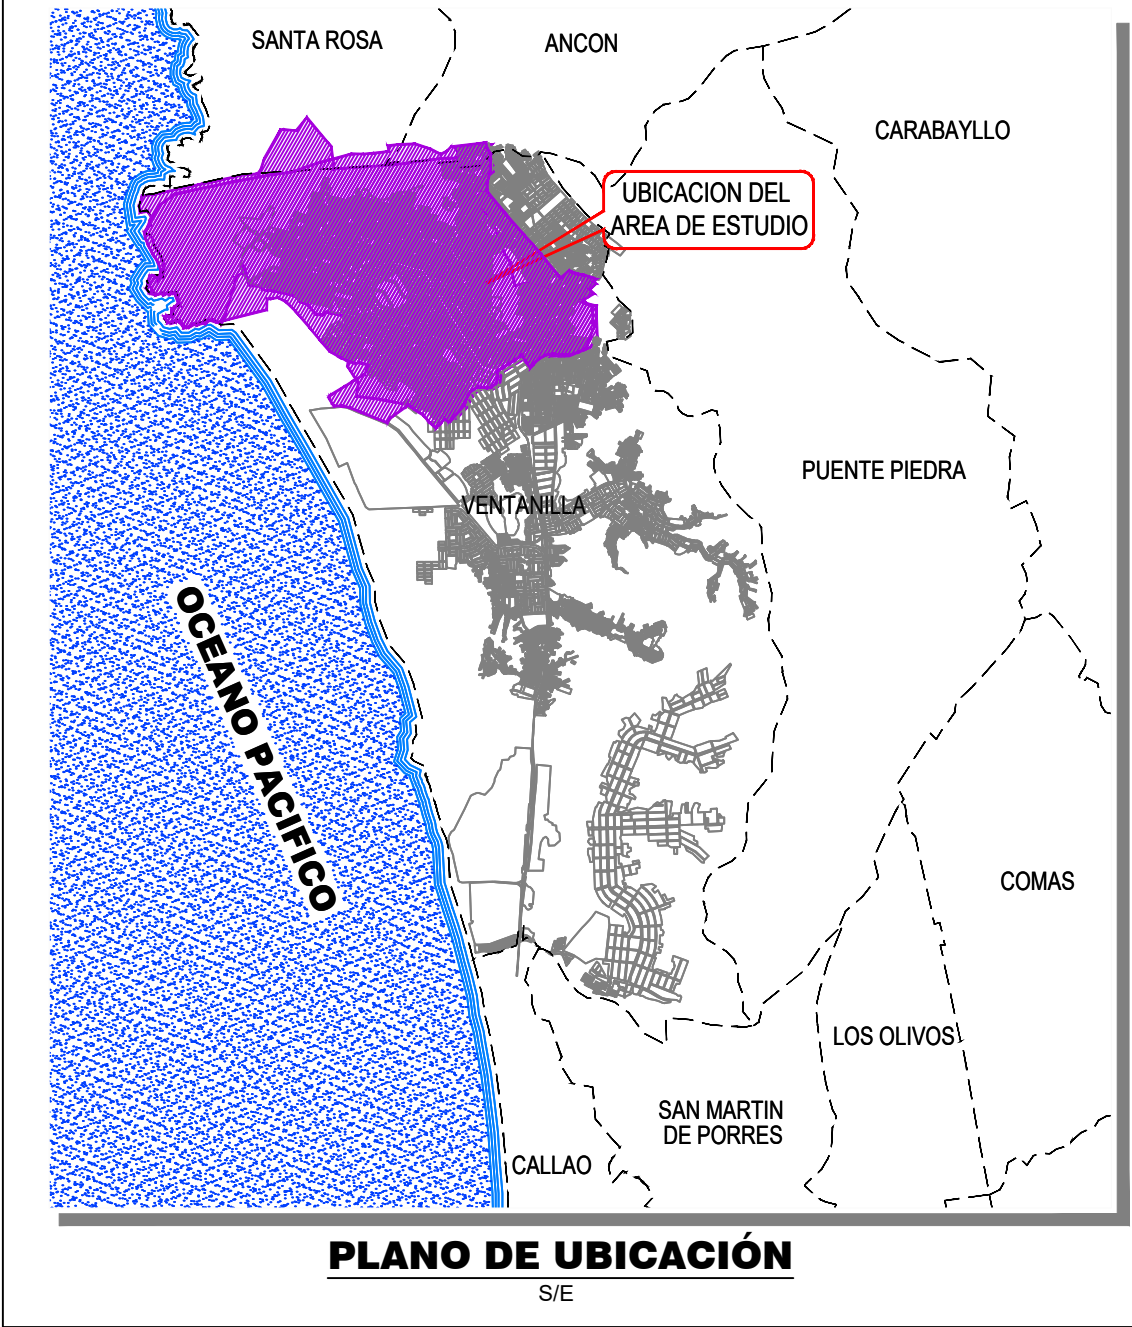 SANTA ROSA
ANCON
CARABAYLLO
UBICACION DEL
AREA DE ESTUDIO
PUENTE PIEDRA
VENTANILLA
OCEANO PACIFICO
COMAS
LOS OLIVOS
SAN MARTIN
DE PORRES
CALLAO
PLANO DE UBICACIÓN
S/E